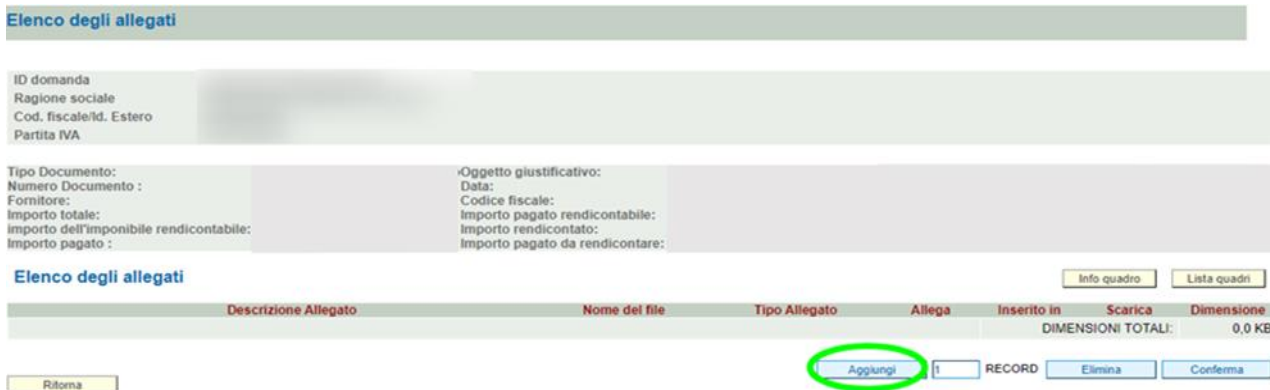 Elenco degli allegati
ID domanda
Ragione sociale
Cod. fiscale/Id. Estero
Partita IVA
Tipo Documento: Oggetto giustificativo:
Numero Documento : Data:
Fornitore: Codice fiscale:
Importo totale: Importo pagato rendicontabile:
importo dell'imponibile rendicontabile: Importo rendicontato:
Importo pagato : Importo pagato da rendicontare:
Elenco degli allegati Info quadro Lista quadri
Descrizione Allegato Nome del file Tipo Allegato Allega Inserito in Scarica Dimensione
DIMENSIONI TOTALI: 0,0 KB
Aggiungi 1 RECORD Elimina Conferma
Ritorna